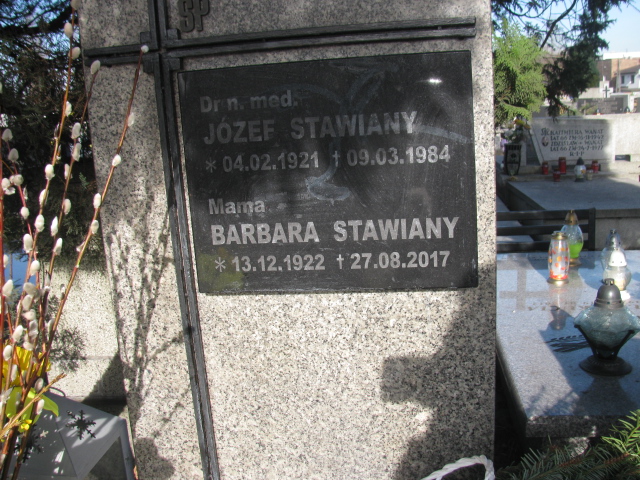 ŚP
Dr n. med.
JÓZEF STAWIANY
* 04.02.1921 † 09.03.1984
Mama
BARBARA STAWIANY
* 13.12.1922 † 27.08.2017